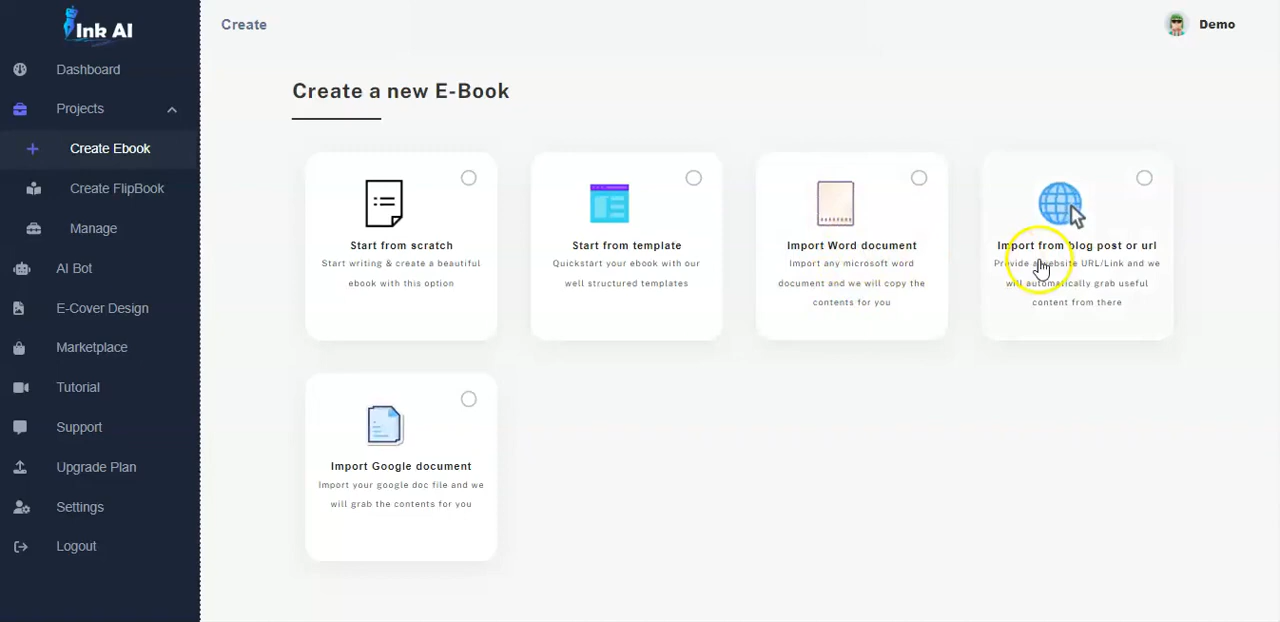 Ink AI
Dashboard
Projects
Create Ebook
Create FlipBook
Manage
AI Bot
E-Cover Design
Marketplace
Tutorial
Support
Upgrade Plan
Settings
Logout
Create
Demo
Create a new E-Book
Start from scratch
Start writing & create a beautiful
ebook with this option
Start from template
Quickstart your ebook with our
well structured templates
Import Word document
Import any microsoft word
document and we will copy the
contents for you
Import from blog post or url
Provide a website URL/Link and we
will automatically grab useful
content from there
Import Google document
Import your google doc file and we
will grab the contents for you